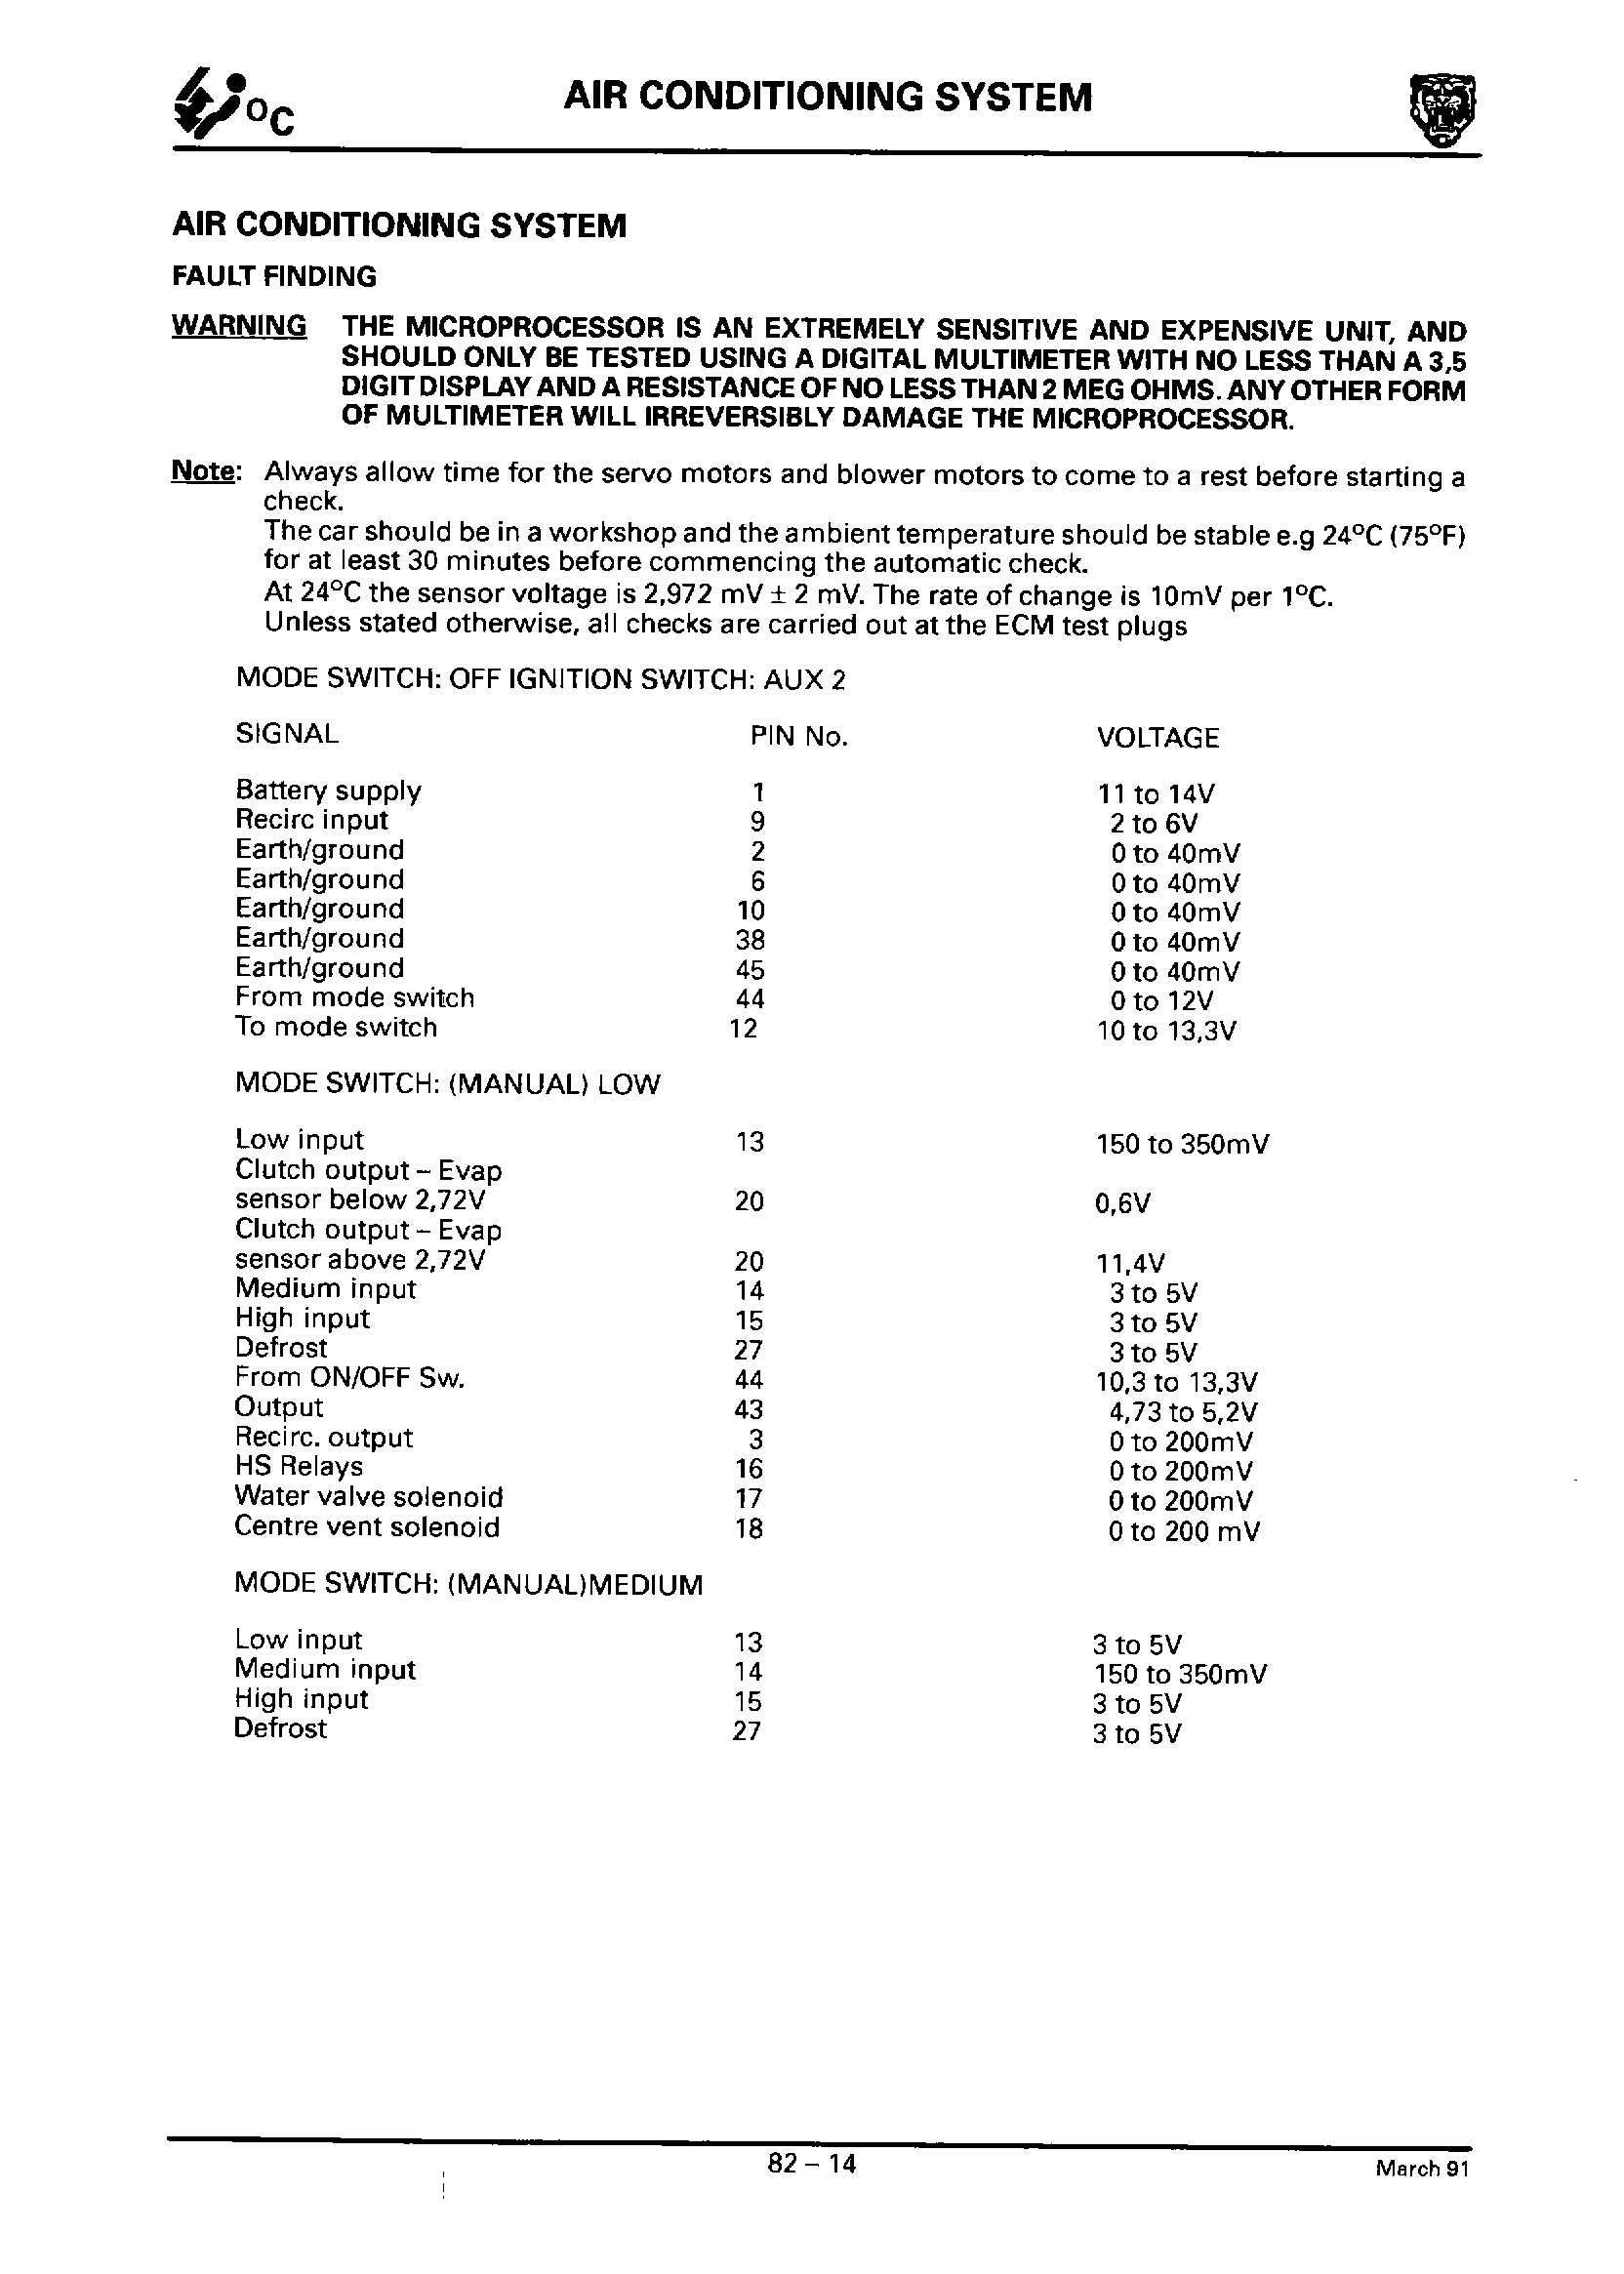 °C
AIR CONDITIONING SYSTEM
AIR CONDITIONING SYSTEM
FAULT FINDING
WARNING THE MICROPROCESSOR IS AN EXTREMELY SENSITIVE AND EXPENSIVE UNIT, AND
SHOULD ONLY BE TESTED USING A DIGITAL MULTIMETER WITH NO LESS THAN A 3,5
DIGIT DISPLAY AND A RESISTANCE OF NO LESS THAN 2 MEG OHMS. ANY OTHER FORM
OF MULTIMETER WILL IRREVERSIBLY DAMAGE THE MICROPROCESSOR.
Note: Always allow time for the servo motors and blower motors to come to a rest before starting a
check.
The car should be in a workshop and the ambient temperature should be stable e.g 24°C (75°F)
for at least 30 minutes before commencing the automatic check.
At 24°C the sensor voltage is 2,972 mV ± 2 mV. The rate of change is 10mV per 1°C.
Unless stated otherwise, all checks are carried out at the ECM test plugs
MODE SWITCH: OFF IGNITION SWITCH: AUX 2
SIGNAL PIN No. VOLTAGE
Battery supply 1 11 to 14V
Recirc input 9 2 to 6V
Earth/ground 2 0 to 40mV
Earth/ground 6 0 to 40mV
Earth/ground 10 0 to 40mV
Earth/ground 38 0 to 40mV
Earth/ground 45 0 to 40mV
From mode switch 44 0 to 12V
To mode switch 12 10 to 13,3V
MODE SWITCH: (MANUAL) LOW
Low input 13 150 to 350mV
Clutch output – Evap
sensor below 2,72V 20 0,6V
Clutch output – Evap
sensor above 2,72V 20 11,4V
Medium input 14 3 to 5V
High input 15 3 to 5V
Defrost 27 3 to 5V
From ON/OFF Sw. 44 10,3 to 13,3V
Output 43 4,73 to 5,2V
Recirc. output 3 0 to 200mV
HS Relays 16 0 to 200mV
Water valve solenoid 17 0 to 200mV
Centre vent solenoid 18 0 to 200 mV
MODE SWITCH: (MANUAL)MEDIUM
Low input 13 3 to 5V
Medium input 14 150 to 350mV
High input 15 3 to 5V
Defrost 27 3 to 5V
82 – 14
March 91